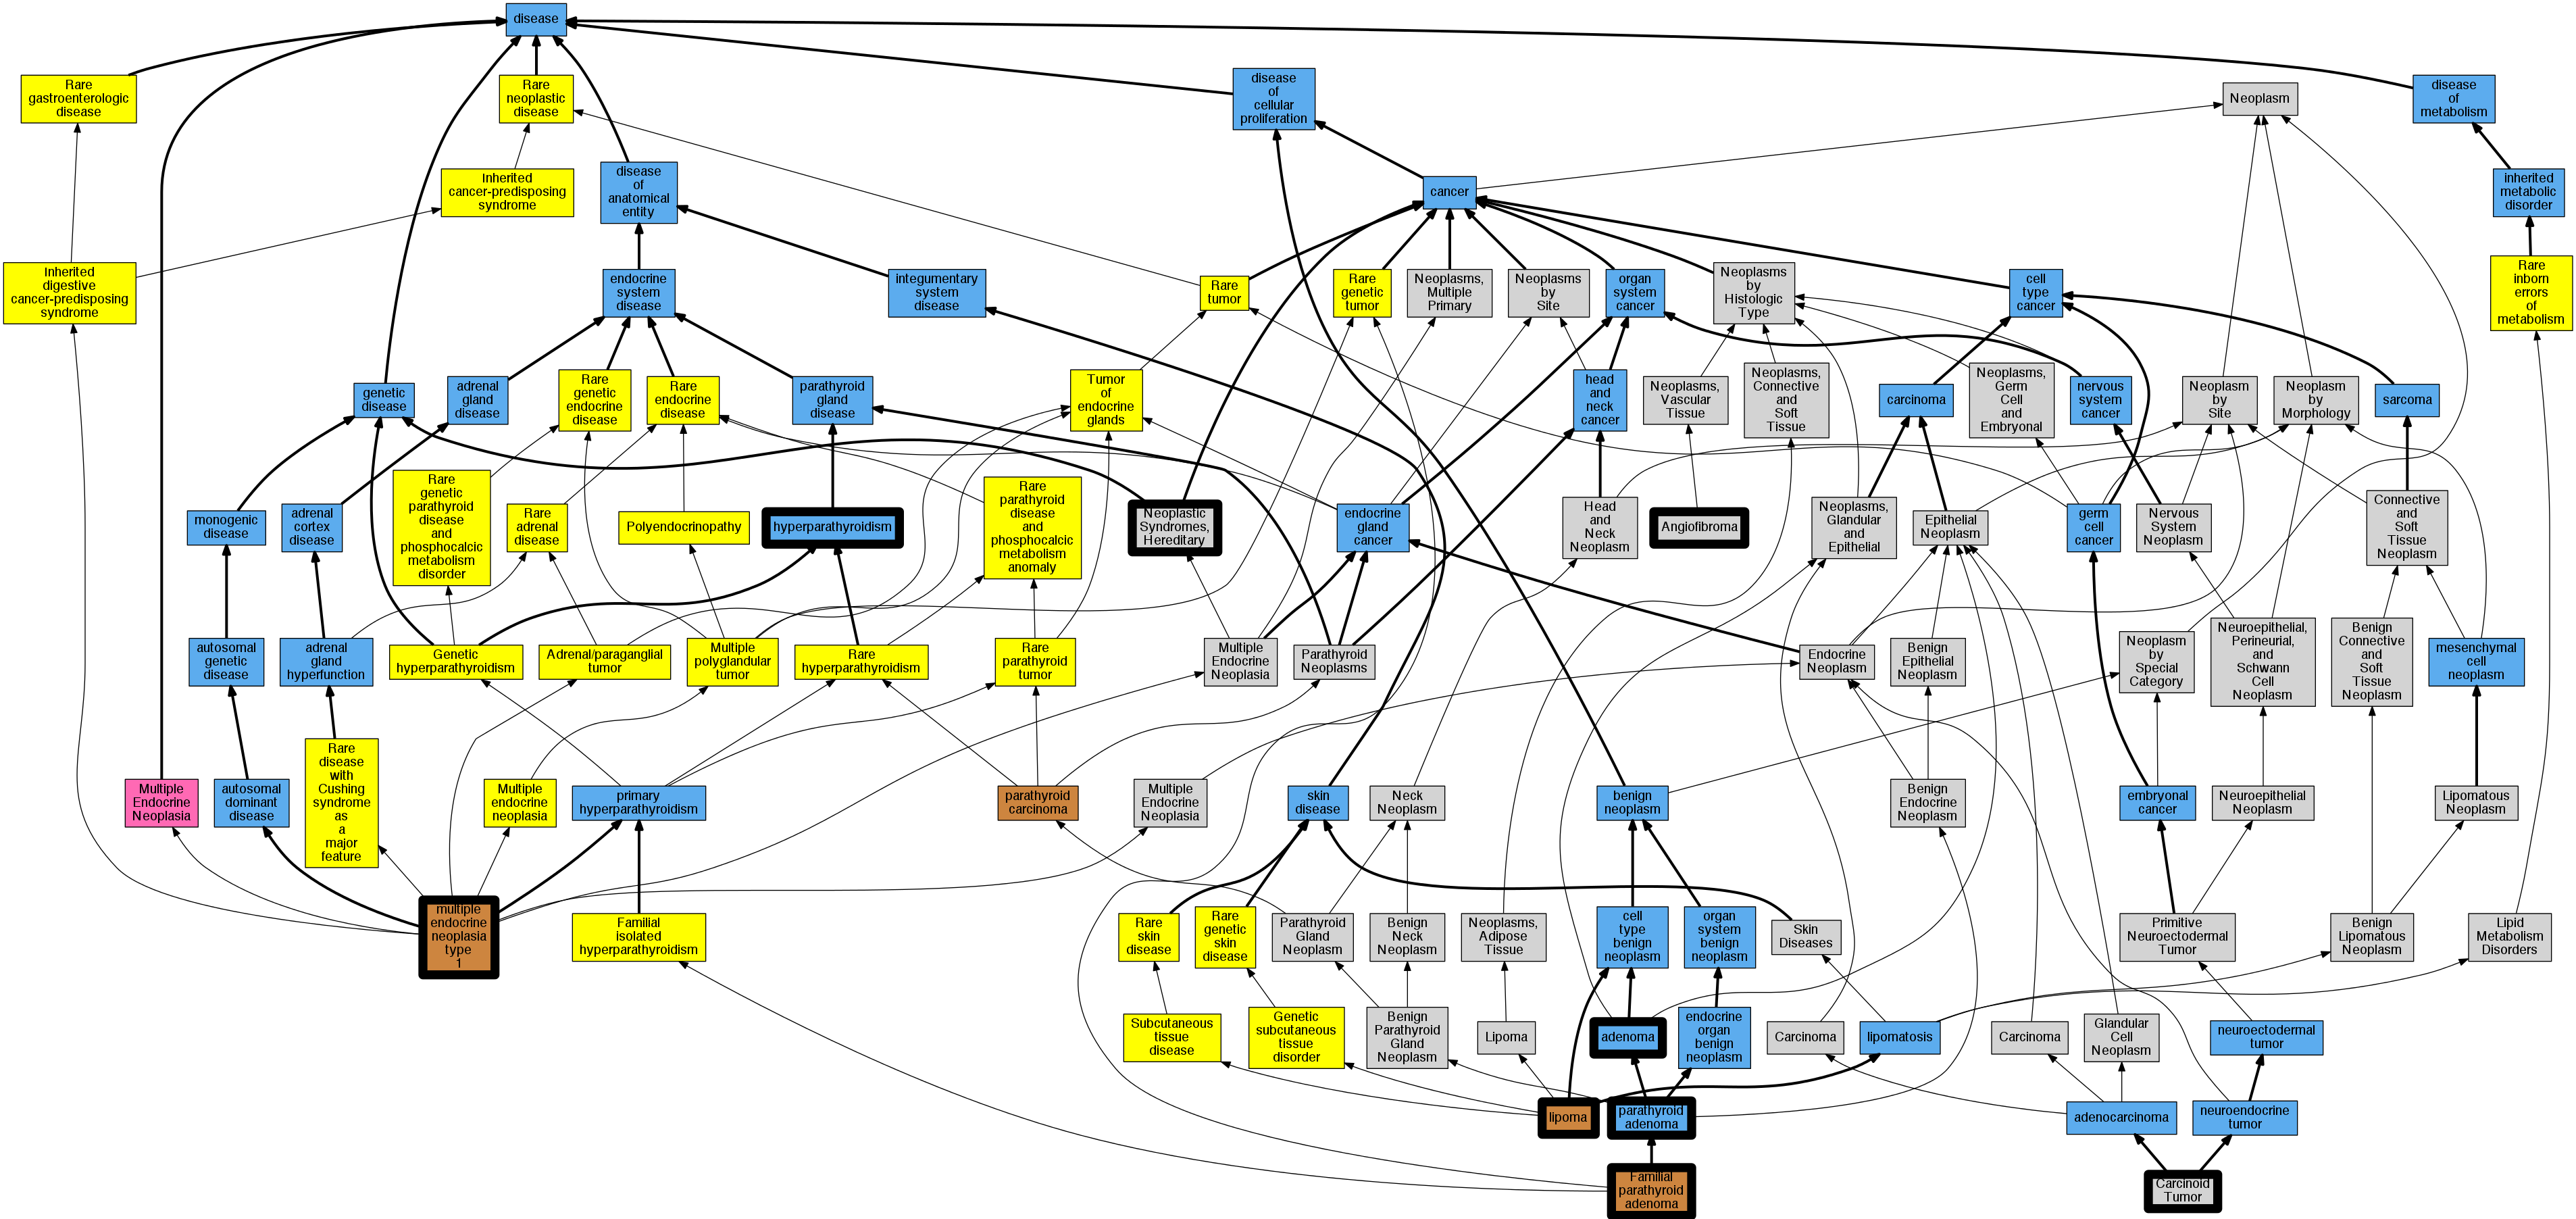 disease
Rare
gastroenterologic
disease
Rare
neoplastic
disease
disease
of
cellular
proliferation
Neoplasm
disease
of
metabolism
Inherited
cancer-predisposing
syndrome
disease
of
anatomical
entity
cancer
inherited
metabolic
disorder
Inherited
digestive
cancer-predisposing
syndrome
endocrine
system
disease
integumentary
system
disease
Rare
tumor
Rare
genetic
tumor
Neoplasms,
Multiple
Primary
Neoplasms
by
Site
organ
system
cancer
Neoplasms
by
Histologic
Type
cell
type
cancer
Rare
inborn
errors
of
metabolism
genetic
disease
adrenal
gland
disease
Rare
genetic
endocrine
disease
Rare
endocrine
disease
parathyroid
gland
disease
Tumor
of
endocrine
glands
head
and
neck
cancer
Neoplasms,
Vascular
Tissue
Neoplasms,
Connective
and
Soft
Tissue
carcinoma
Neoplasms,
Germ
Cell
and
Embryonal
nervous
system
cancer
Neoplasm
by
Site
Neoplasm
by
Morphology
sarcoma
monogenic
disease
adrenal
cortex
disease
Rare
genetic
parathyroid
disease
and
phosphocalcic
metabolism
disorder
Rare
adrenal
disease
Polyendocrinopathy
hyperparathyroidism
Rare
parathyroid
disease
and
phosphocalcic
metabolism
anomaly
Neoplastic
Syndromes,
Hereditary
endocrine
gland
cancer
Head
and
Neck
Neoplasm
Angiofibroma
Neoplasms,
Glandular
and
Epithelial
Epithelial
Neoplasm
germ
cell
cancer
Nervous
System
Neoplasm
Connective
and
Soft
Tissue
Neoplasm
autosomal
genetic
disease
adrenal
gland
hyperfunction
Genetic
hyperparathyroidism
Adrenal/paraganglial
tumor
Multiple
polyglandular
tumor
Rare
hyperparathyroidism
Rare
parathyroid
tumor
Multiple
Endocrine
Neoplasia
Parathyroid
Neoplasms
Endocrine
Neoplasm
Benign
Epithelial
Neoplasm
Neoplasm
by
Special
Category
Neuroepithelial,
Perineurial,
and
Schwann
Cell
Neoplasm
Benign
Connective
and
Soft
Tissue
Neoplasm
mesenchymal
cell
neoplasm
Multiple
Endocrine
Neoplasia
autosomal
dominant
disease
Rare
disease
with
Cushing
syndrome
as
a
major
feature
Multiple
endocrine
neoplasia
primary
hyperparathyroidism
parathyroid
carcinoma
Multiple
Endocrine
Neoplasia
skin
disease
Neck
Neoplasm
benign
neoplasm
Benign
Endocrine
Neoplasm
embryonal
cancer
Neuroepithelial
Neoplasm
Lipomatous
Neoplasm
multiple
endocrine
neoplasia
type
1
Familial
isolated
hyperparathyroidism
Rare
skin
disease
Rare
genetic
skin
disease
Parathyroid
Gland
Neoplasm
Benign
Neck
Neoplasm
Neoplasms,
Adipose
Tissue
cell
type
benign
neoplasm
organ
system
benign
neoplasm
Skin
Diseases
Primitive
Neuroectodermal
Tumor
Benign
Lipomatous
Neoplasm
Lipid
Metabolism
Disorders
Subcutaneous
tissue
disease
Genetic
subcutaneous
tissue
disorder
Benign
Parathyroid
Gland
Neoplasm
Lipoma
adenoma
endocrine
organ
benign
neoplasm
Carcinoma
lipomatosis
Carcinoma
Glandular
Cell
Neoplasm
neuroectodermal
tumor
lipoma
parathyroid
adenoma
adenocarcinoma
neuroendocrine
tumor
Familial
parathyroid
adenoma
Carcinoid
Tumor